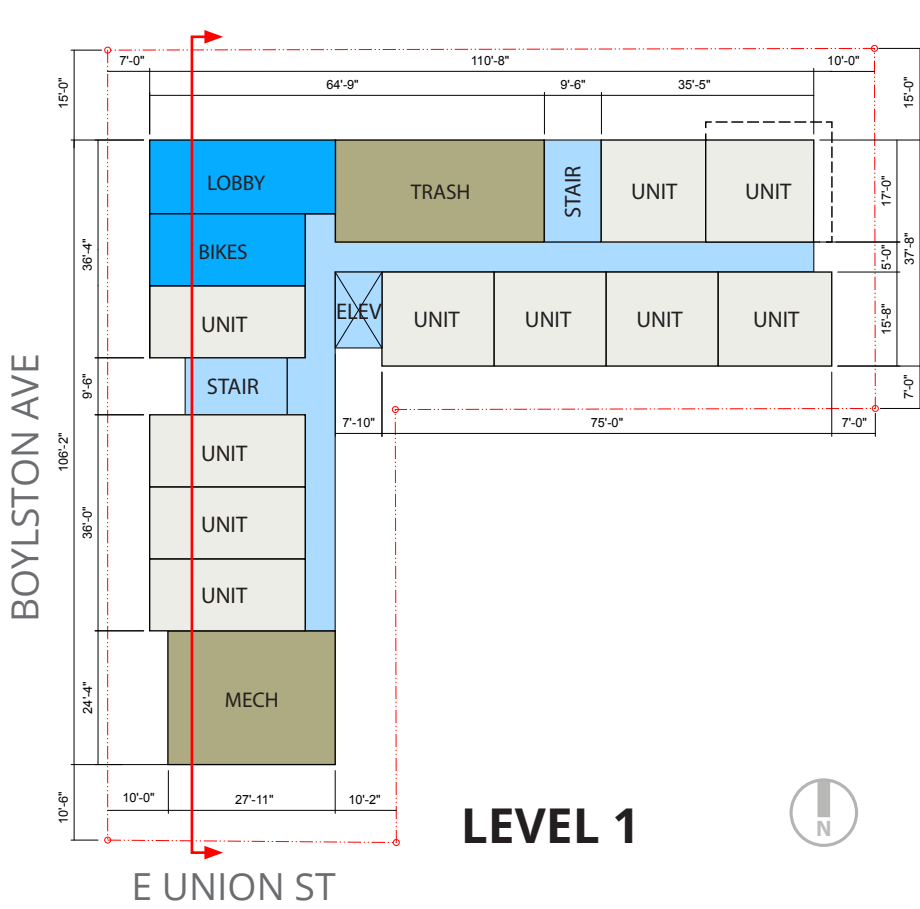 7'-0"
110'-8"
10'-0"
64'-9"
9'-6"
35'-5"
15'-0"
15'-0"
LOBBY
TRASH
STAIR
UNIT
UNIT
17'-0"
37'-8"
36'-4"
BIKES
5'-0"
UNIT
ELEV
UNIT
UNIT
UNIT
UNIT
15'-8"
9'-6"
STAIR
7'-0"
7'-10"
75'-0"
7'-0"
106'-2"
UNIT
BOYLSTON AVE
36'-0"
UNIT
UNIT
24'-4"
MECH
10'-6"
10'-0"
27'-11"
10'-2"
LEVEL 1
N
E UNION ST